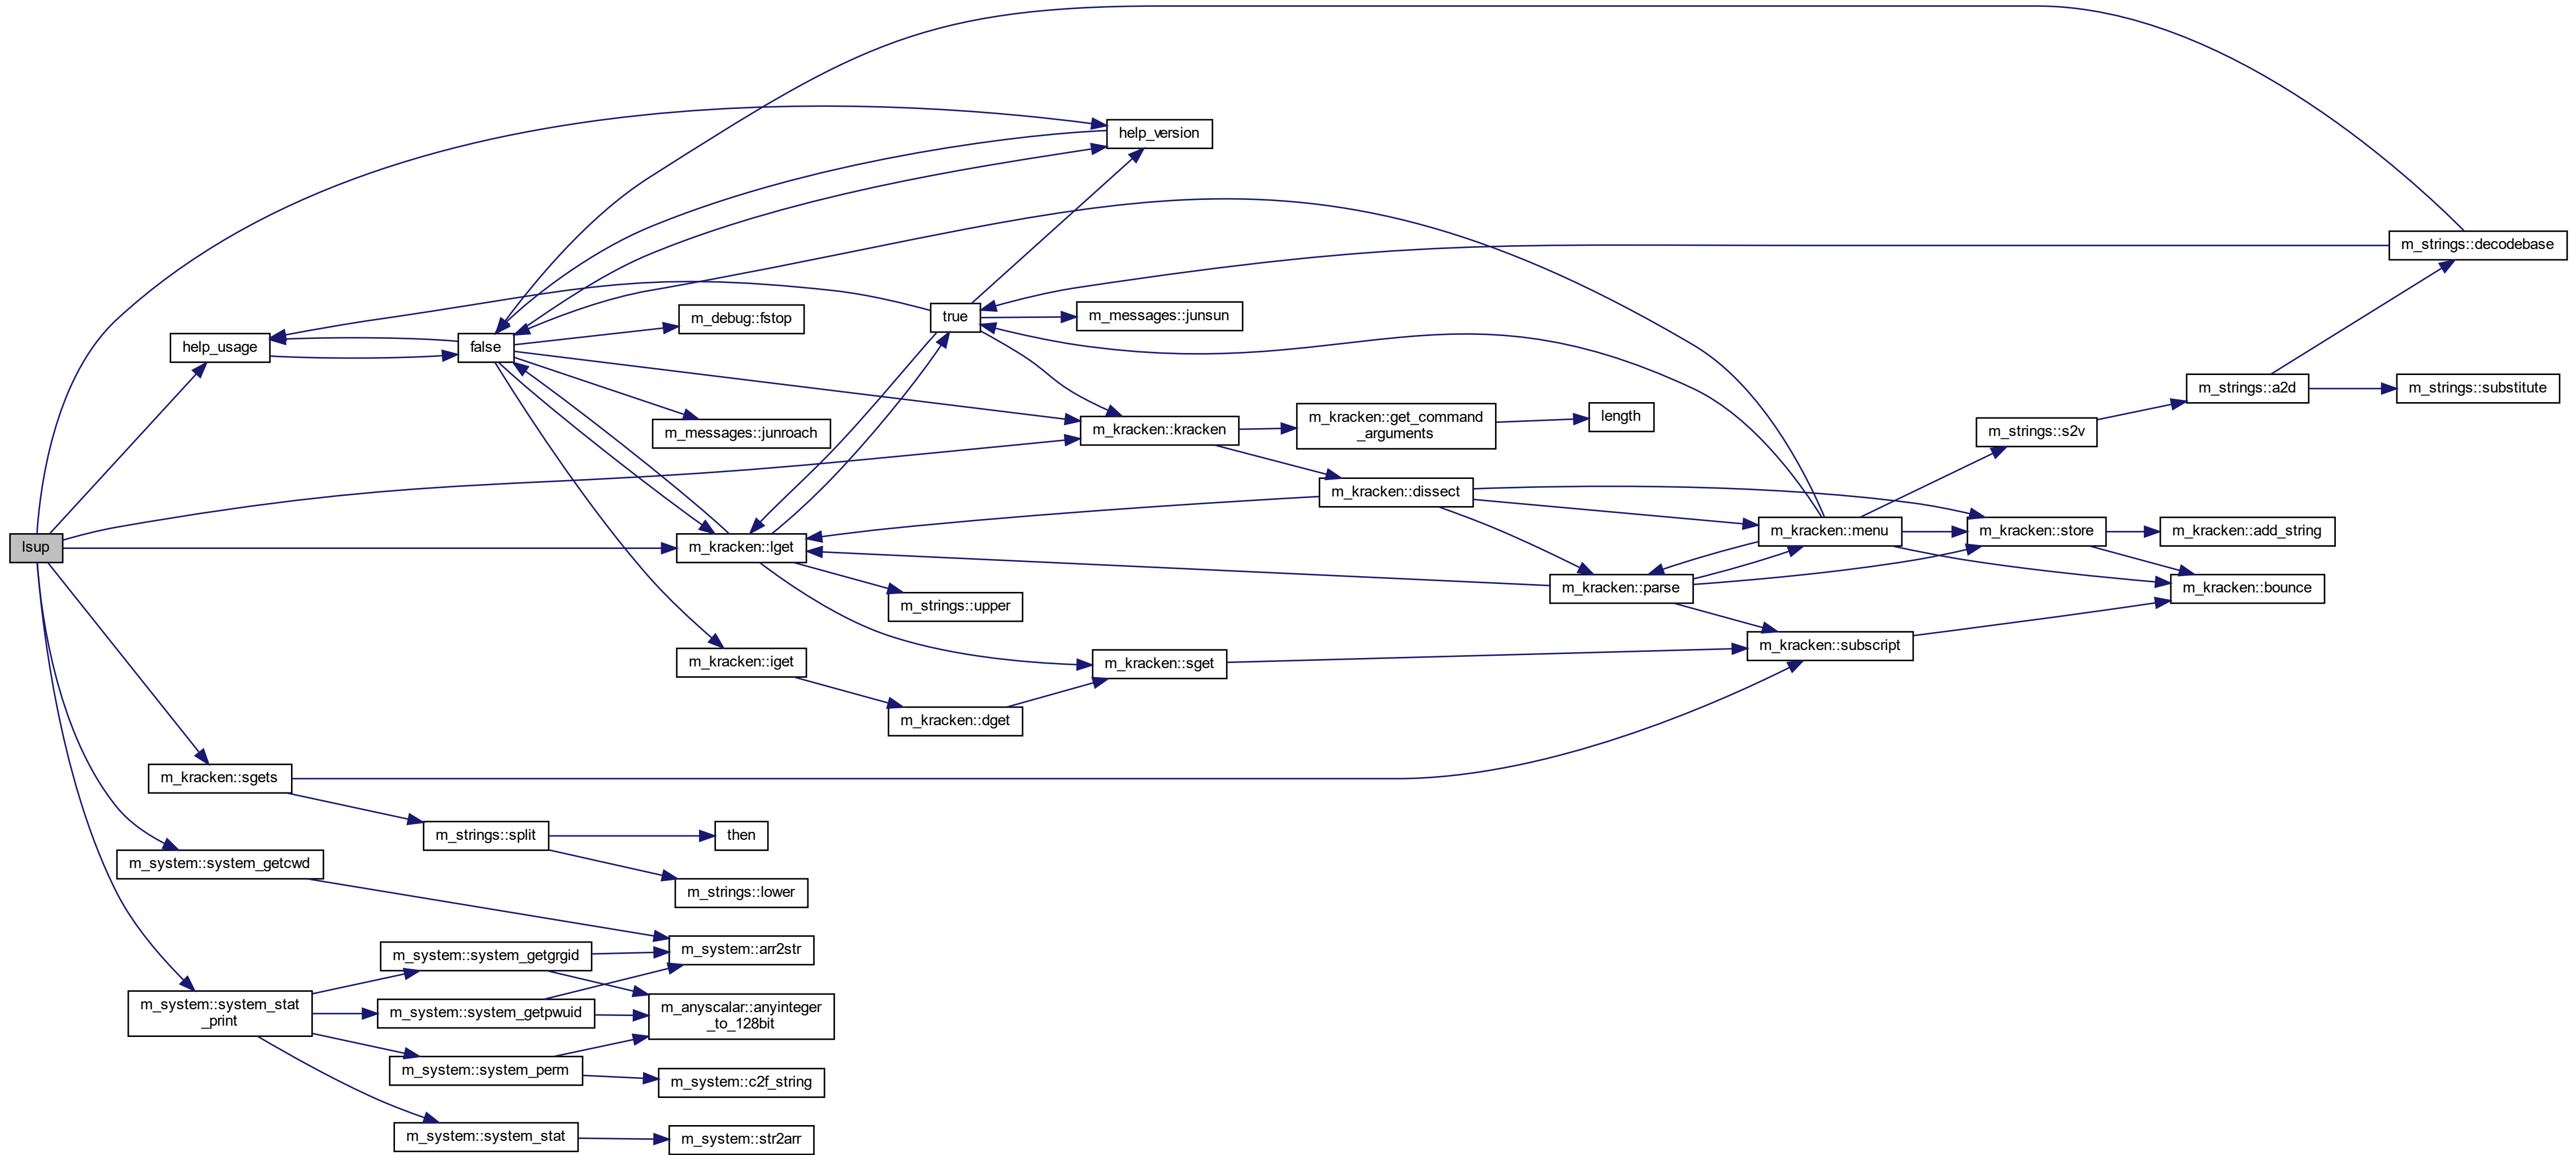 help_version
m_strings::decodebase
m_debug::fstop
true
m_messages::junsun
help_usage
false
m_strings::a2d
m_strings::substitute
m_kracken::get_command
_arguments
length
m_messages::junroach
m_kracken::kracken
m_strings::s2v
m_kracken::dissect
lsup
m_kracken::lget
m_kracken::menu
m_kracken::store
m_kracken::add_string
m_strings::upper
m_kracken::parse
m_kracken::bounce
m_kracken::iget
m_kracken::sget
m_kracken::subscript
m_kracken::dget
m_kracken::sgets
m_strings::split
then
m_system::system_getcwd
m_strings::lower
m_system::system_getgrgid
m_system::arr2str
m_system::system_stat
_print
m_system::system_getpwuid
m_anyscalar::anyinteger
_to_128bit
m_system::system_perm
m_system::c2f_string
m_system::system_stat
m_system::str2arr